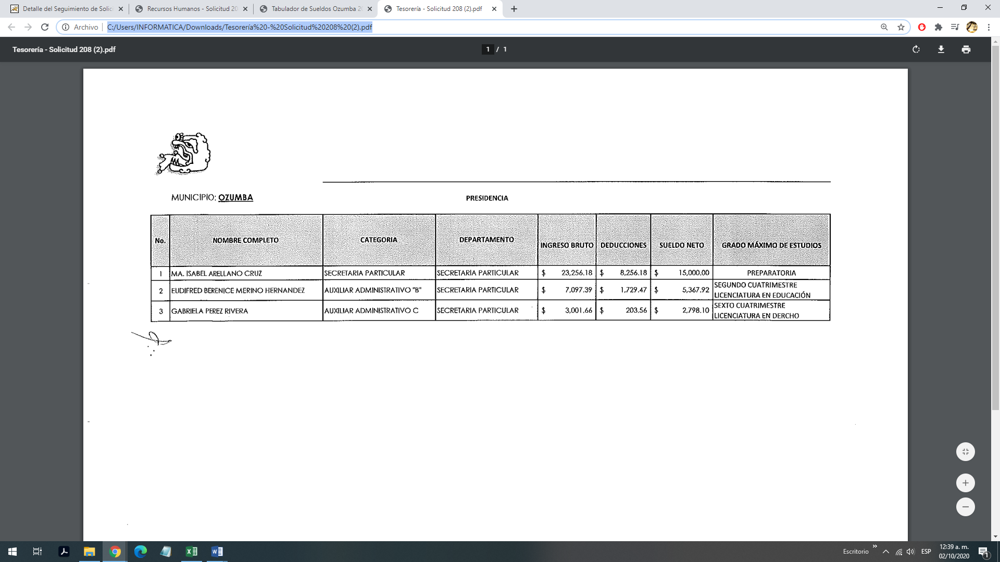 Detalle del Seguimiento de Solici
Recursos Humanos - Solicitud 20
Tabulador de Sueldos Ozumba 20
Tesorería - Solicitud 208 (2).pdf
Archivo
C:/Users/INFORMATICA/Downloads/Tesorería%20-%20Solicitud%20208%20(2).pdf
Tesorería - Solicitud 208 (2).pdf
1 / 1
MUNICIPIO: OZUMBA
PRESIDENCIA
No. NOMBRE COMPLETO CATEGORIA DEPARTAMENTO INGRESO BRUTO DEDUCCIONES SUELDO NETO GRADO MÁXIMO DE ESTUDIOS
1 MA. ISABEL ARELLANO CRUZ SECRETARIA PARTICULAR SECRETARIA PARTICULAR $ 23,256.18 $ 8,256.18 $ 15,000.00 PREPARATORIA
2 EUDIFRED BERENICE MERINO HERNANDEZ AUXILIAR ADMINISTRATIVO "B" SECRETARIA PARTICULAR $ 7,097.39 $ 1,729.47 $ 5,367.92 SEGUNDO CUATRIMESTRE
LICENCIATURA EN EDUCACIÓN
3 GABRIELA PEREZ RIVERA AUXILIAR ADMINISTRATIVO C SECRETARIA PARTICULAR $ 3,001.66 $ 203.56 $ 2,798.10 SEXTO CUATRIMESTRE
LICENCIATURA EN DERCHO
Escritorio
ESP
12:39 a. m.
02/10/2020
1